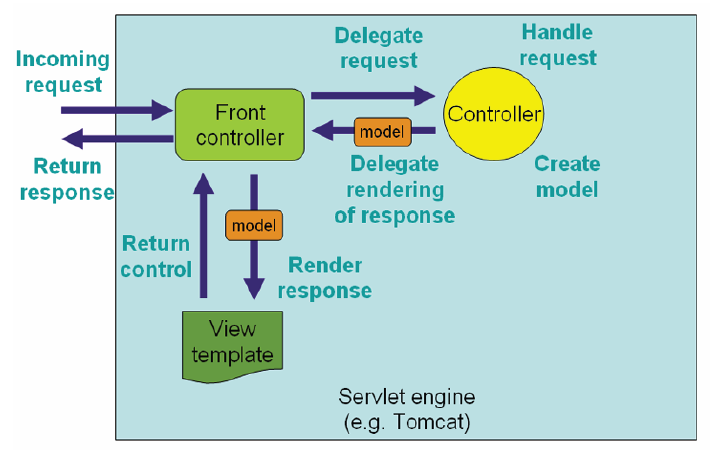 Incoming
request
Return
response
Front
controller
Delegate
request
Handle
request
Controller
model
Delegate
rendering
of response
Create
model
Return
control
model
Render
response
View
template
Servlet engine
(e.g. Tomcat)